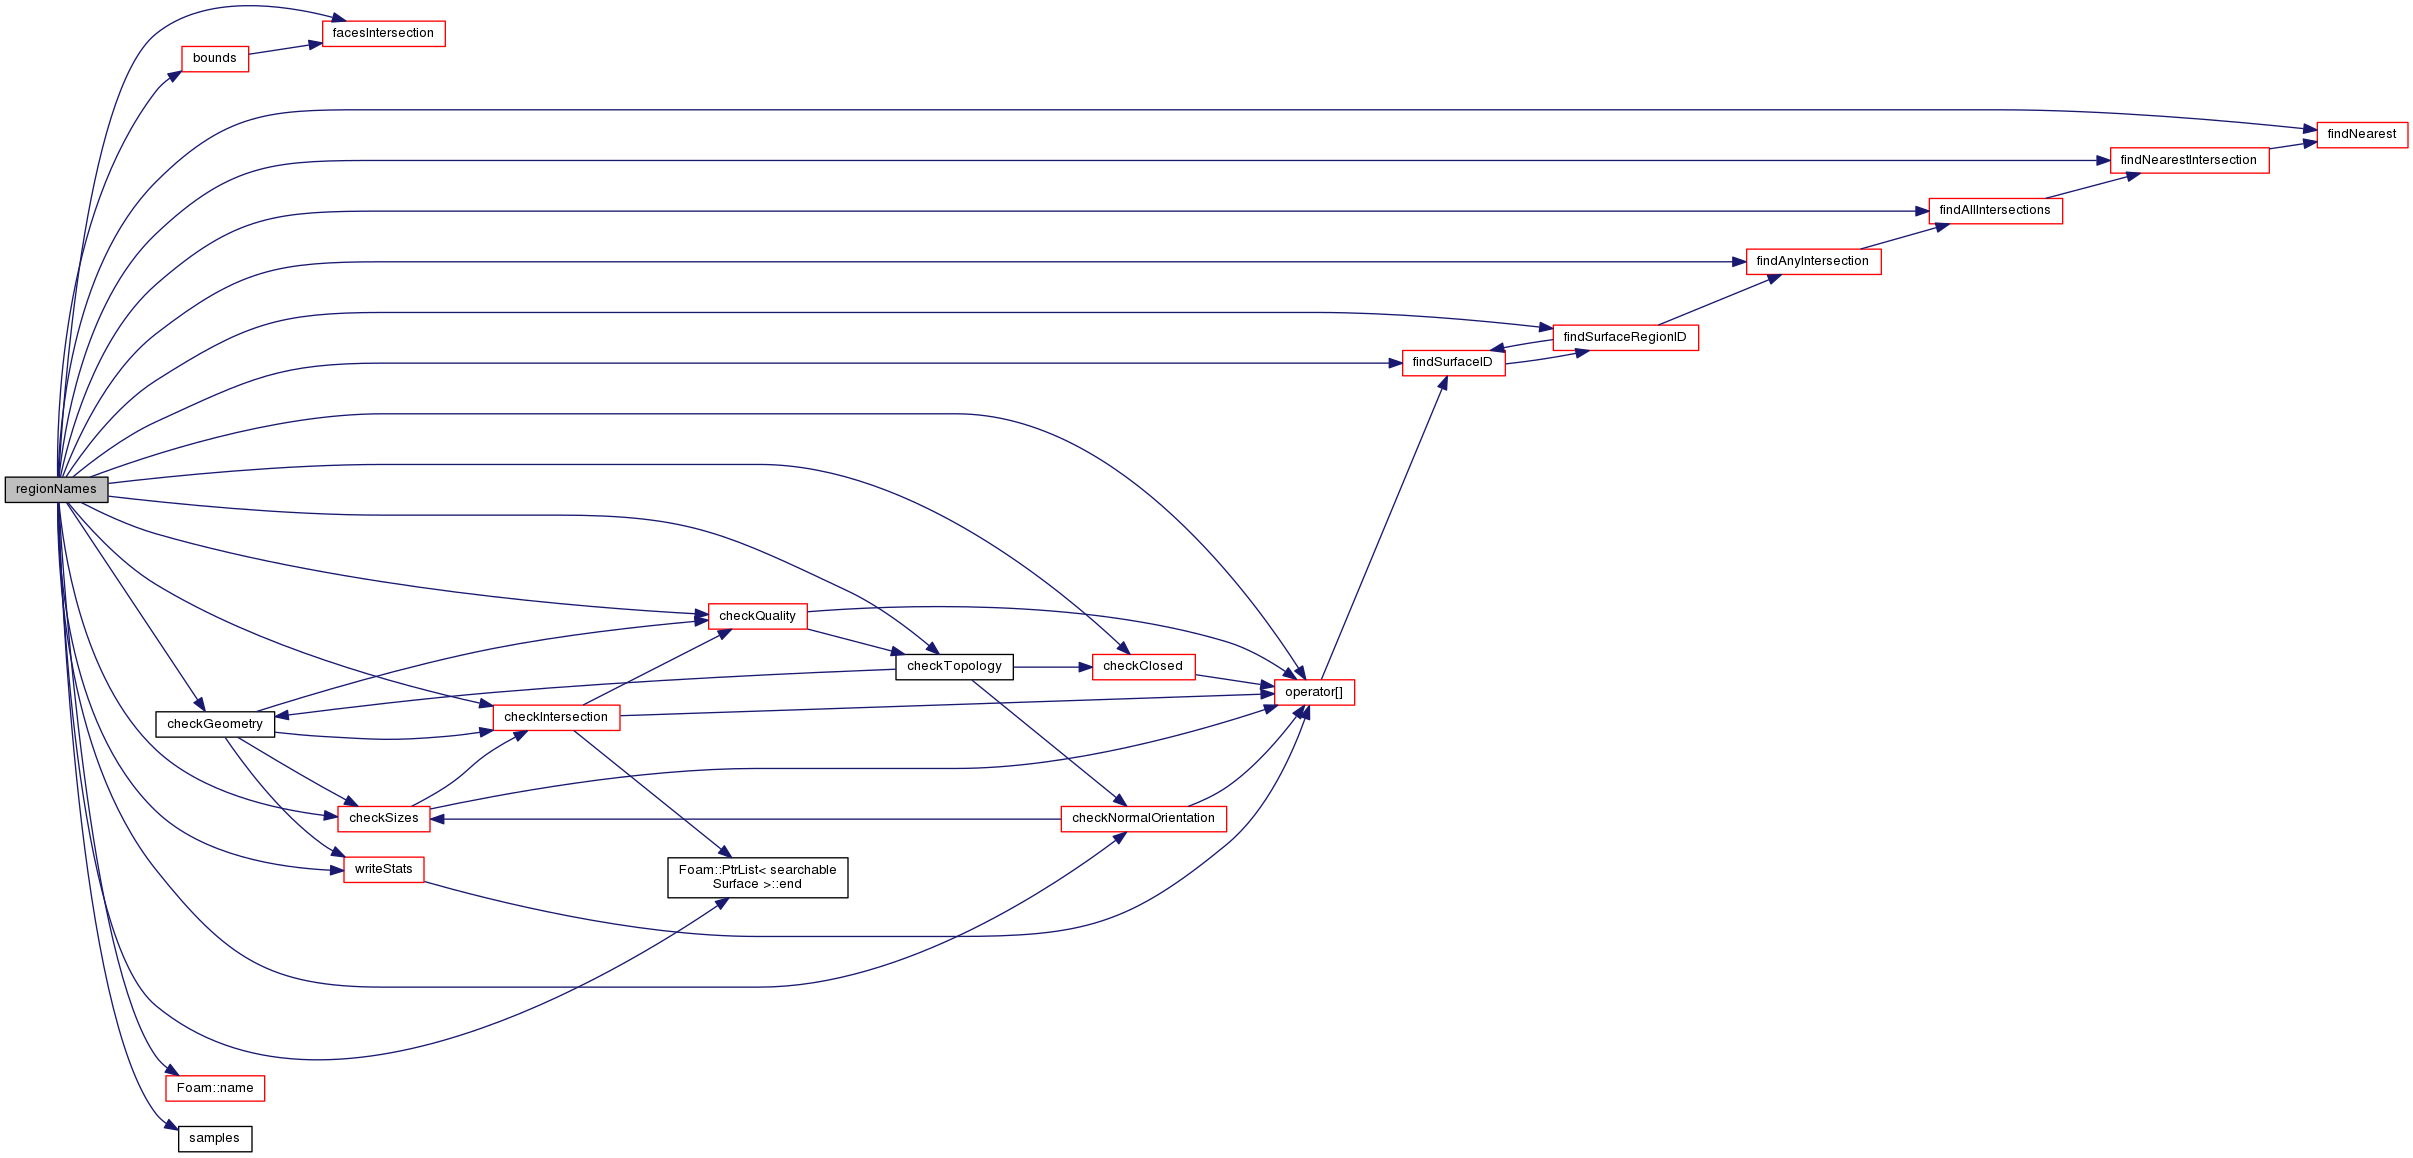 facesIntersection
bounds
findNearest
findNearestIntersection
findAllIntersections
findAnyIntersection
findSurfaceRegionID
findSurfaceID
regionNames
checkQuality
checkTopology
checkClosed
operator[]
checkGeometry
checkIntersection
checkSizes
checkNormalOrientation
writeStats
Foam::PtrList< searchable
Surface >::end
Foam::name
samples